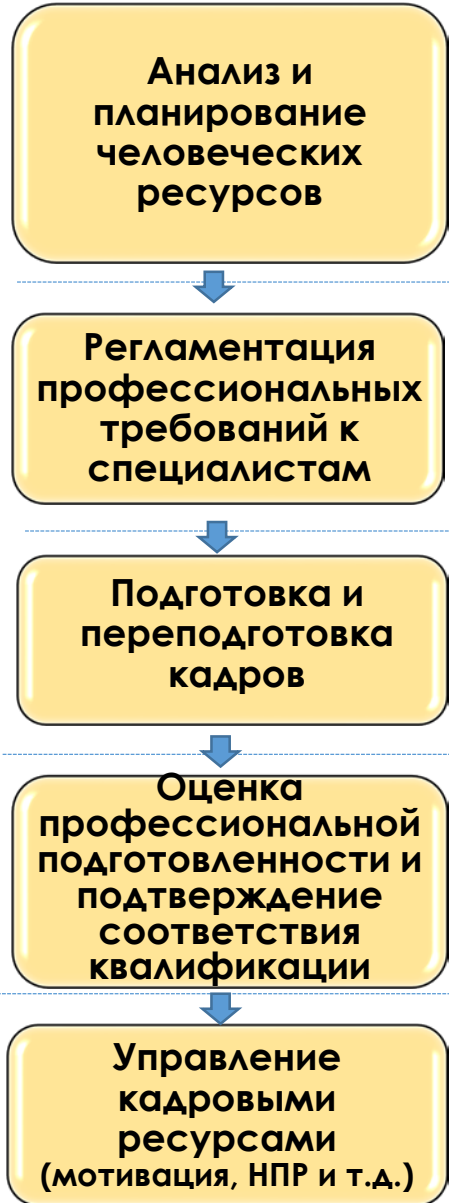 Анализ и
планирование
человеческих
ресурсов
Регламентация
профессиональных
требований к
специалистам
Подготовка и
переподготовка
кадров
Оценка
профессиональной
подготовленности и
подтверждение
соответствия
квалификации
Управление
кадровыми
ресурсами
(мотивация, НПР и т.д.)